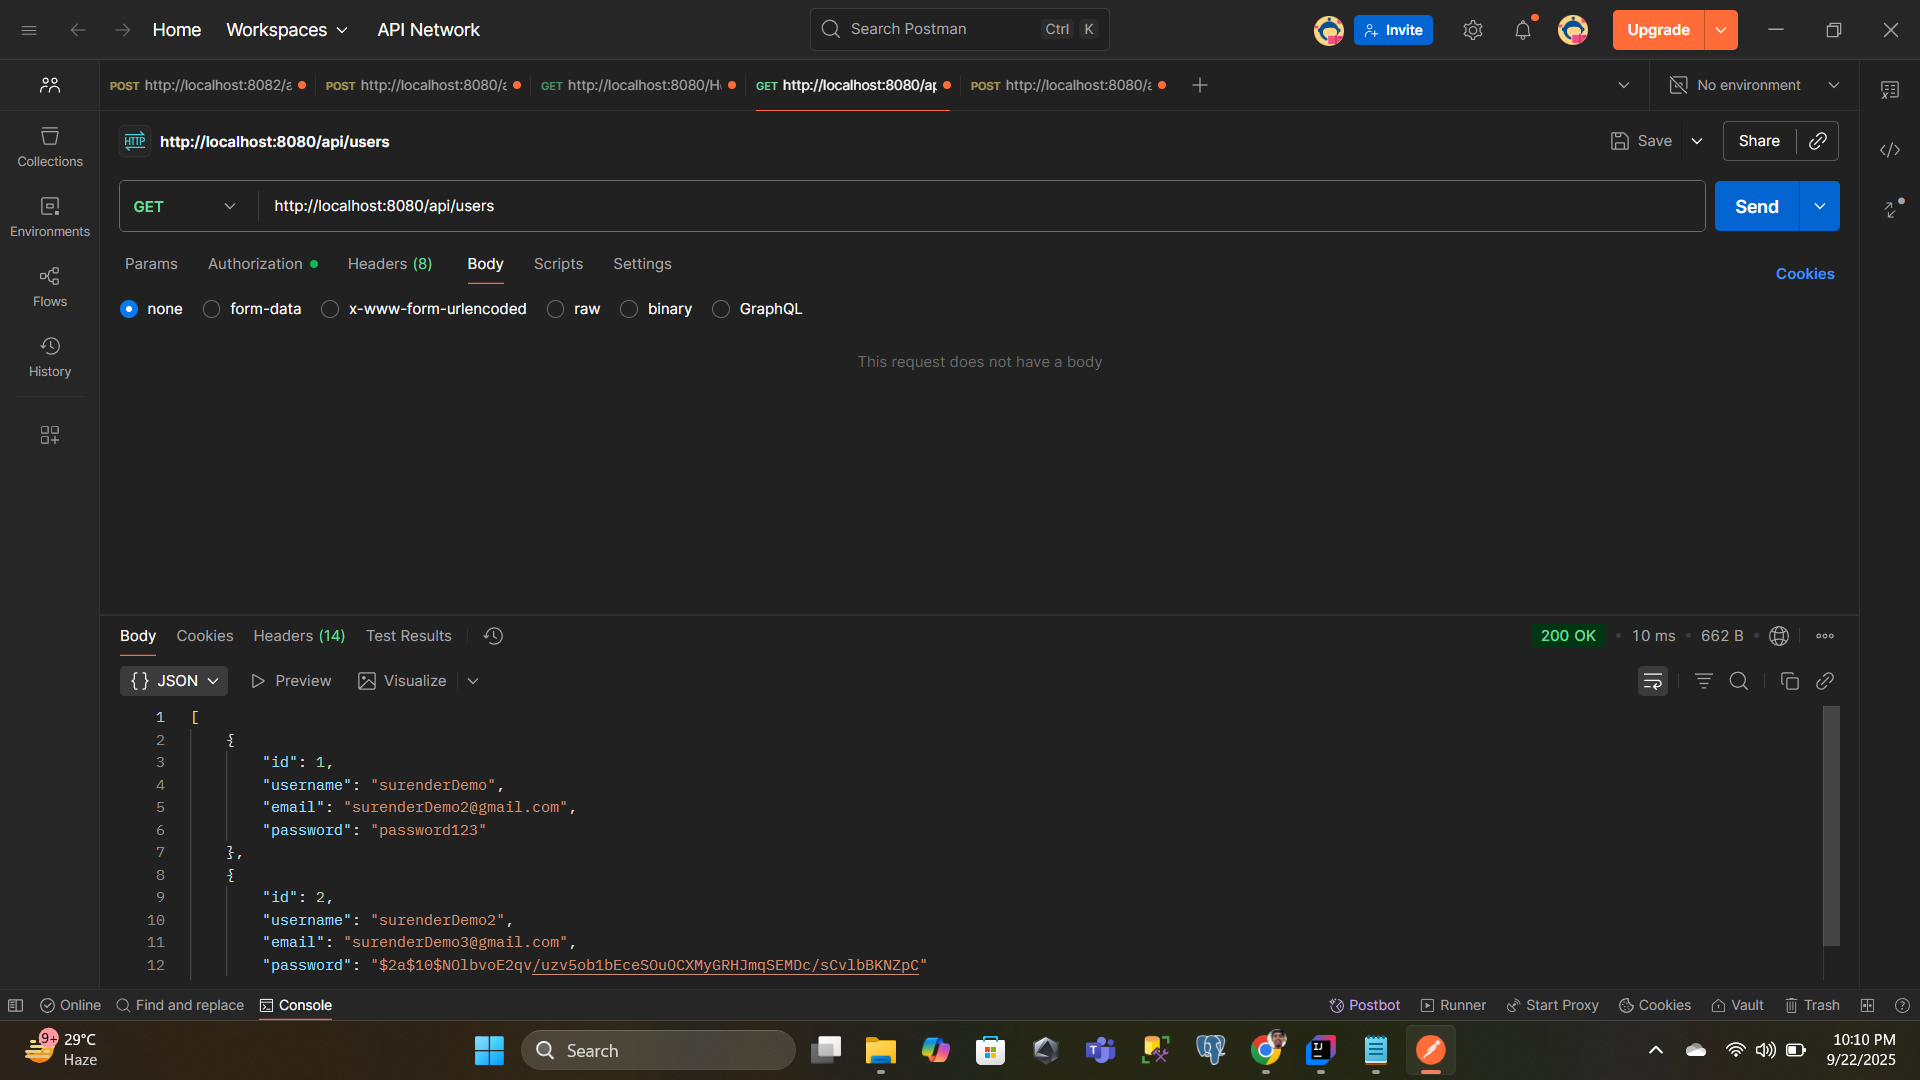 Home Workspaces API Network Search Postman Ctrl K Invite Upgrade
POST http://localhost:8082/a POST http://localhost:8080/a GET http://localhost:8080/H GET http://localhost:8080/ap POST http://localhost:8080/a No environment
HTTP http://localhost:8080/api/users Save Share
GET http://localhost:8080/api/users Send
Params Authorization Headers (8) Body Scripts Settings Cookies
none form-data x-www-form-urlencoded raw binary GraphQL
This request does not have a body
Collections
Environments
Flows
History
Body Cookies Headers (14) Test Results 200 OK • 10 ms • 662 B •
{} JSON Preview Visualize
1 [
2 {
3 "id": 1,
4 "username": "surenderDemo",
5 "email": "surenderDemo2@gmail.com",
6 "password": "password123"
7 },
8 {
9 "id": 2,
10 "username": "surenderDemo2",
11 "email": "surenderDemo3@gmail.com",
12 "password": "$2a$10$NOlbvoE2qv/uzv5ob1bEceSOuOCXMyGRHJmqSEMDc/sCvlbBKNZpC"
Online Find and replace Console Postbot Runner Start Proxy Cookies Vault Trash
9+ 29°C
Haze
Search
10:10 PM
9/22/2025